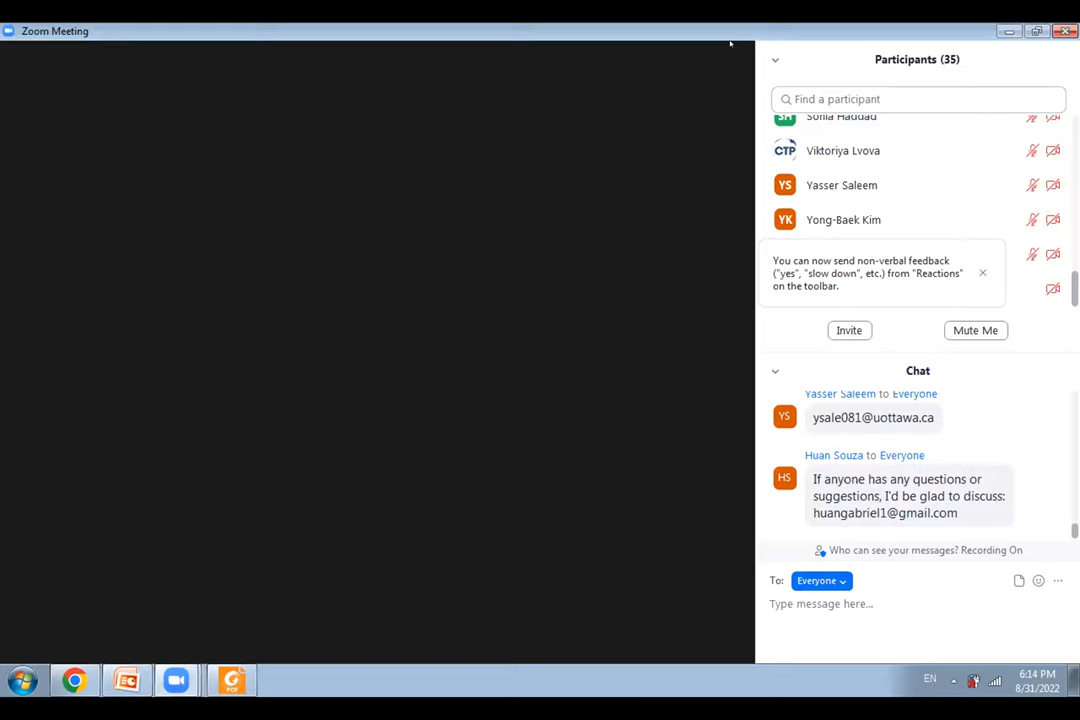 Zoom Meeting
Participants (35)
Find a participant
SH Sonia Haddad
CTP Viktoriya Lvova
YS Yasser Saleem
YK Yong-Baek Kim
You can now send non-verbal feedback
("yes", "slow down", etc.) from "Reactions"
on the toolbar.
Invite Mute Me
Chat
Yasser Saleem to Everyone
YS ysale081@uottawa.ca
Huan Souza to Everyone
HS If anyone has any questions or
suggestions, I'd be glad to discuss:
huangabriel1@gmail.com
Who can see your messages? Recording On
To: Everyone
Type message here...
PDF
EN
6:14 PM
8/31/2022